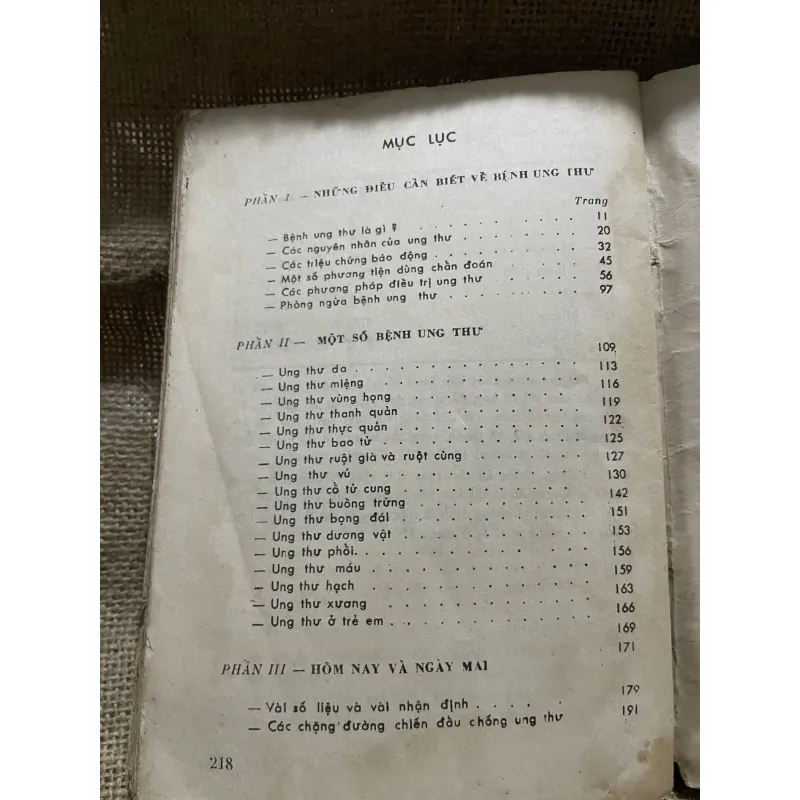 MỤC LỤC
PHẦN I — NHỮNG ĐIỀU CẦN BIẾT VỀ BỆNH UNG THƯ
Trang
— Bệnh ung thư là gì ? . . . . . . . . . . 11
— Các nguyên nhân của ung thư . . . . . . . 20
— Các triệu chứng báo động . . . . . . . . 32
— Một số phương tiện dùng chẩn đoán . . . . . 45
— Các phương pháp điều trị ung thư . . . . . 56
— Phòng ngừa bệnh ung thư . . . . . . . . 97
PHẦN II — MỘT SỐ BỆNH UNG THƯ
— Ung thư da . . . . . . . . . . . . . 109
— Ung thư miệng . . . . . . . . . . . . 113
— Ung thư vùng họng . . . . . . . . . . . 116
— Ung thư thanh quản . . . . . . . . . . . 119
— Ung thư thực quản . . . . . . . . . . . 122
— Ung thư bao tử . . . . . . . . . . . . 125
— Ung thư ruột già và ruột cùng . . . . . . . 127
— Ung thư vú . . . . . . . . . . . . . 130
— Ung thư cổ tử cung . . . . . . . . . . . 142
— Ung thư buồng trứng . . . . . . . . . . 151
— Ung thư bọng đái . . . . . . . . . . . 153
— Ung thư dương vật . . . . . . . . . . . 156
— Ung thư phổi . . . . . . . . . . . . . 159
— Ung thư máu . . . . . . . . . . . . . 163
— Ung thư hạch . . . . . . . . . . . . . 166
— Ung thư xương . . . . . . . . . . . . 169
— Ung thư ở trẻ em . . . . . . . . . . . 171
PHẦN III — HÔM NAY VÀ NGÀY MAI
— Vài số liệu và vài nhận định . . . . . 179
— Các chặng đường chiến đấu chống ung thư 191
218